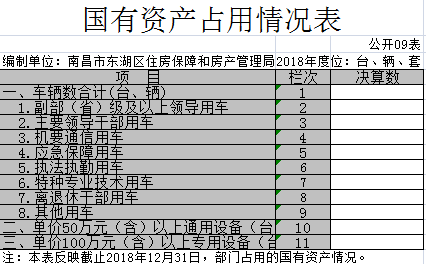 国有资产占用情况表
公开09表
编制单位：南昌市东湖区住房保障和房产管理局2018年度位：台、辆、套
项　目 栏次 决算数
一、车辆数合计(台、辆) 1
1.副部（省）级及以上领导用车 2
2.主要领导干部用车 3
3.机要通信用车 4
4.应急保障用车 5
5.执法执勤用车 6
6.特种专业技术用车 7
7.离退休干部用车 8
8.其他用车 9
二、单价50万元（含）以上通用设备（台 10
三、单价100万元（含）以上专用设备（台 11
注：本表反映截止2018年12月31日，部门占用的国有资产情况。